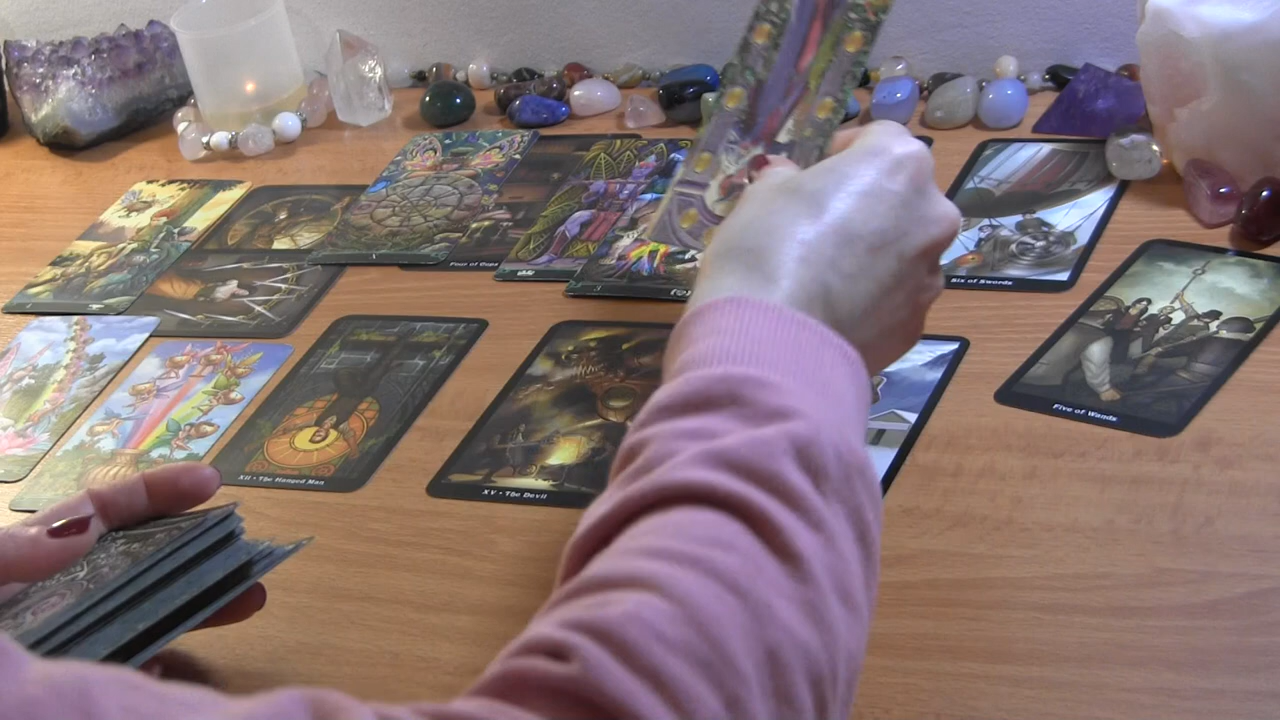 Four of Cups
Six of Swords
Five of Wands
XII • The Hanged Man
XV • The Devil